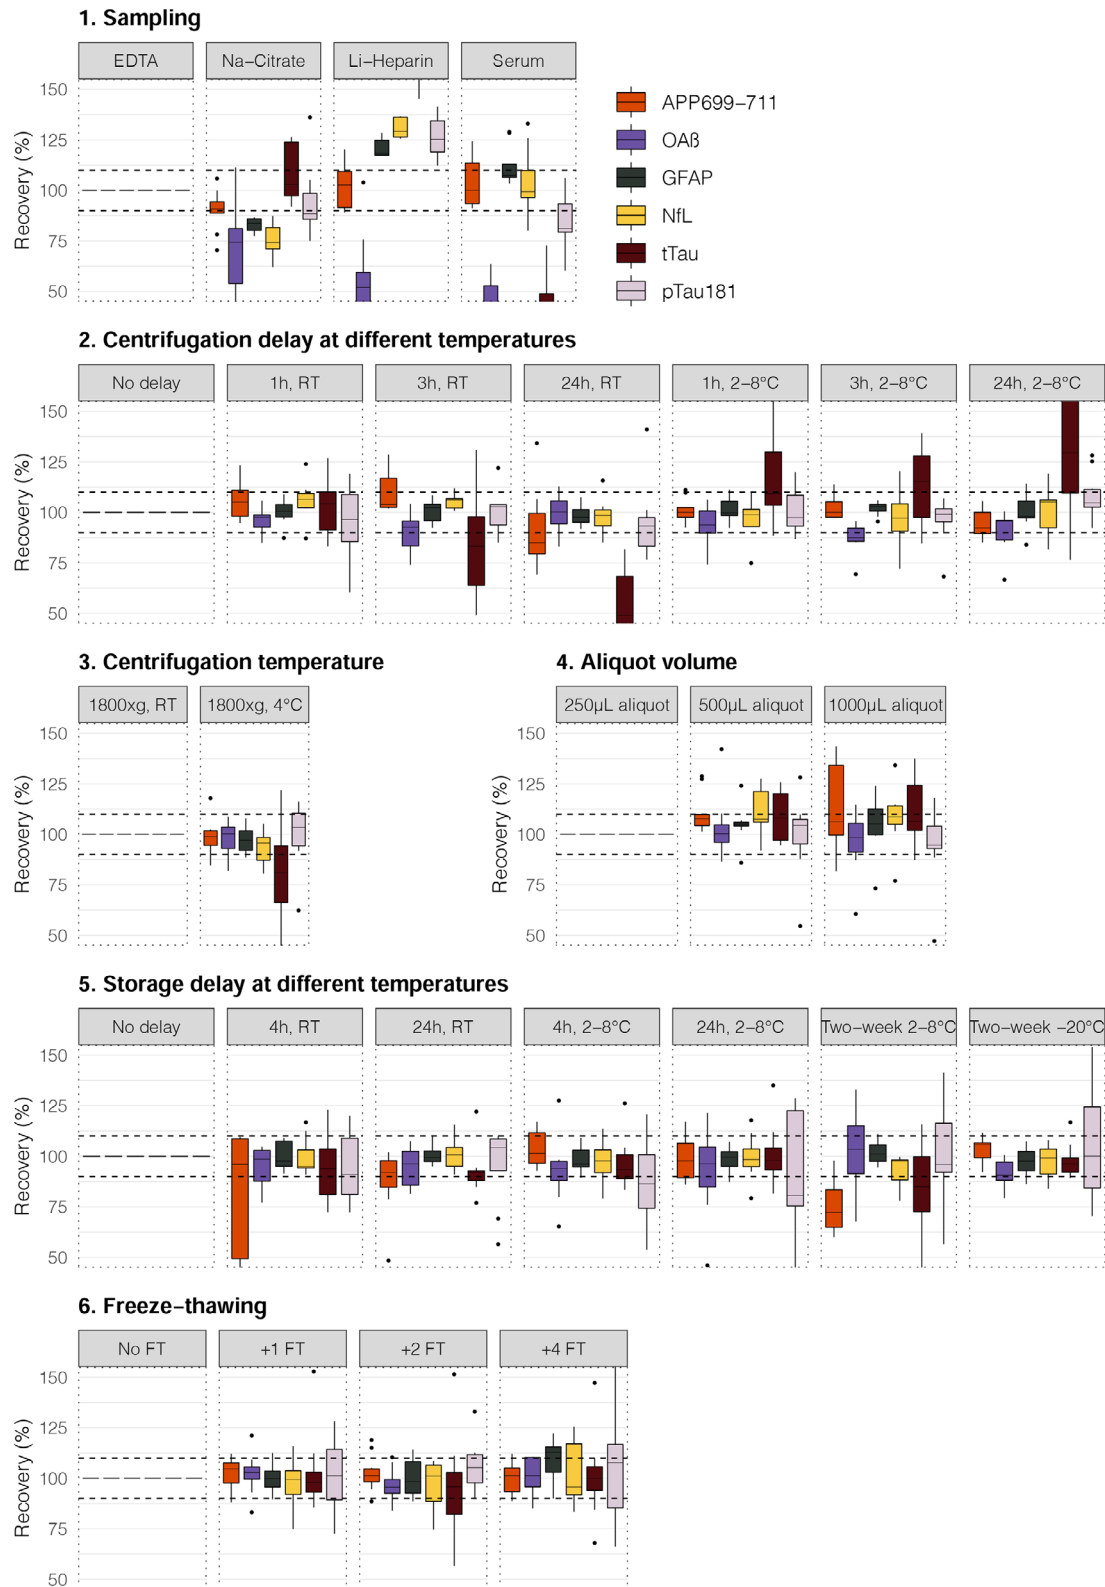 1. Sampling
EDTA Na–Citrate Li–Heparin Serum
150
125
100
75
50
Recovery (%)
APP699–711
OAß
GFAP
NfL
tTau
pTau181
2. Centrifugation delay at different temperatures
No delay 1h, RT 3h, RT 24h, RT 1h, 2–8°C 3h, 2–8°C 24h, 2–8°C
150
125
100
75
50
Recovery (%)
3. Centrifugation temperature
1800xg, RT 1800xg, 4°C
150
125
100
75
50
Recovery (%)
4. Aliquot volume
250µL aliquot 500µL aliquot 1000µL aliquot
150
125
100
75
50
Recovery (%)
5. Storage delay at different temperatures
No delay 4h, RT 24h, RT 4h, 2–8°C 24h, 2–8°C Two–week 2–8°C Two–week –20°C
150
125
100
75
50
Recovery (%)
6. Freeze–thawing
No FT +1 FT +2 FT +4 FT
150
125
100
75
50
Recovery (%)